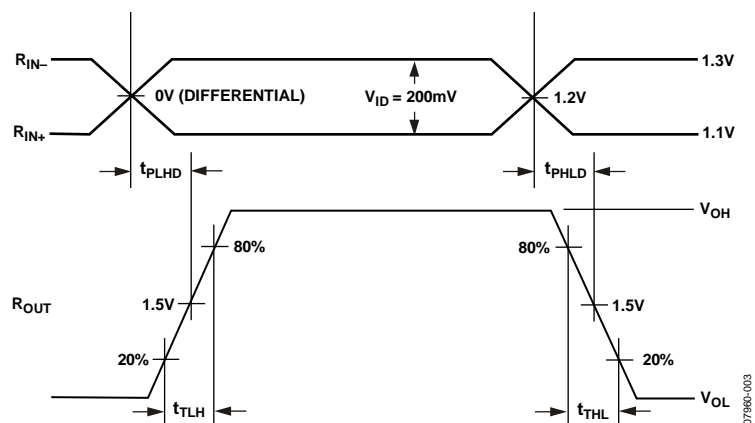 RIN–
1.3V
0V (DIFFERENTIAL)
VID = 200mV
1.2V
RIN+
1.1V
tPLHD
tPHLD
VOH
80%
80%
ROUT
1.5V
1.5V
20%
20%
tTLH
tTHL
VOL
07960-003